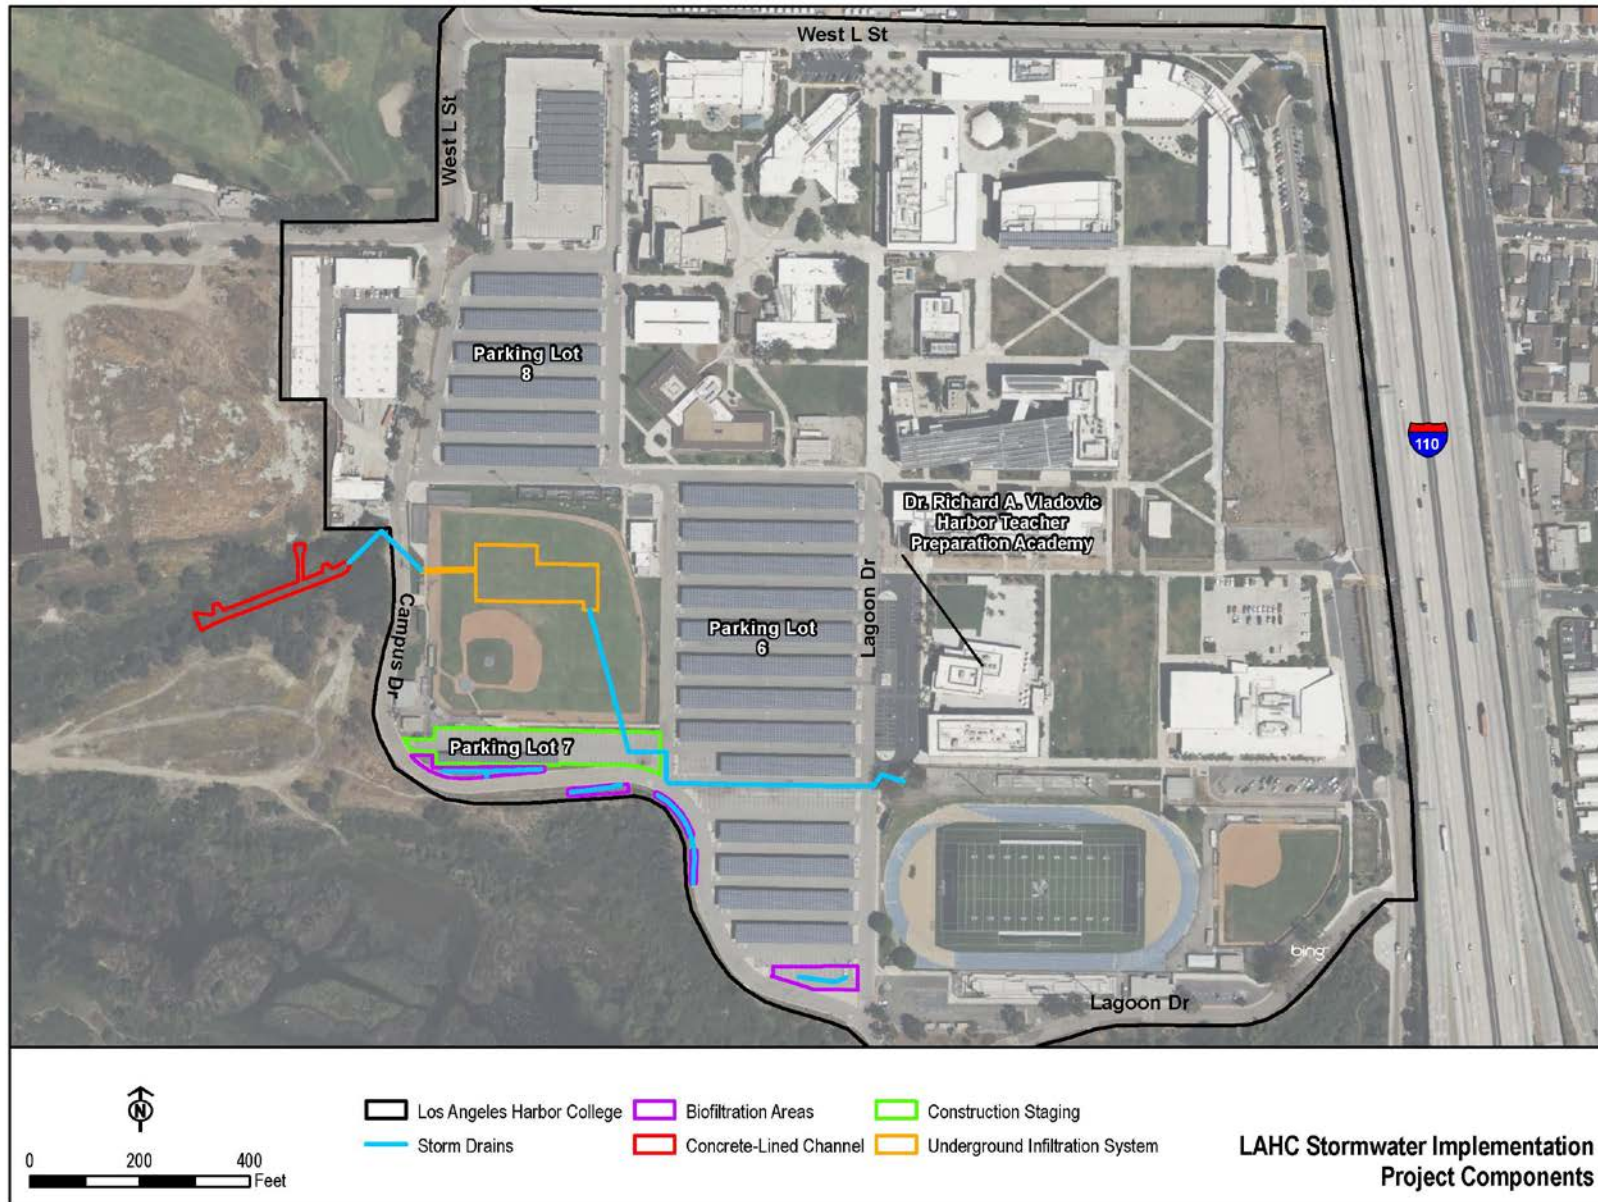 West L St
West L St
Parking Lot
8
110
Dr. Richard A. Vladovic
Harbor Teacher
Preparation Academy
Lagoon Dr
Campus Dr
Parking Lot
6
Parking Lot 7
bing
Lagoon Dr
N
0 200 400
Feet
Los Angeles Harbor College
Biofiltration Areas
Construction Staging
Storm Drains
Concrete-Lined Channel
Underground Infiltration System
LAHC Stormwater Implementation
Project Components